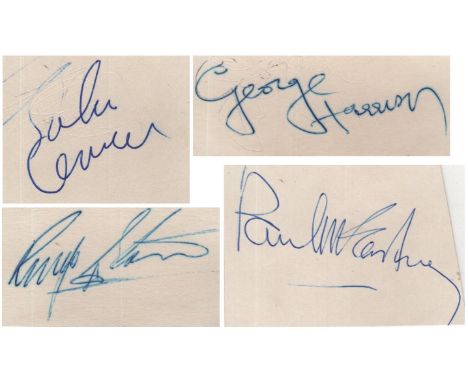 John
Lennon
George
Harrison
Ringo Starr
Paul McCartney